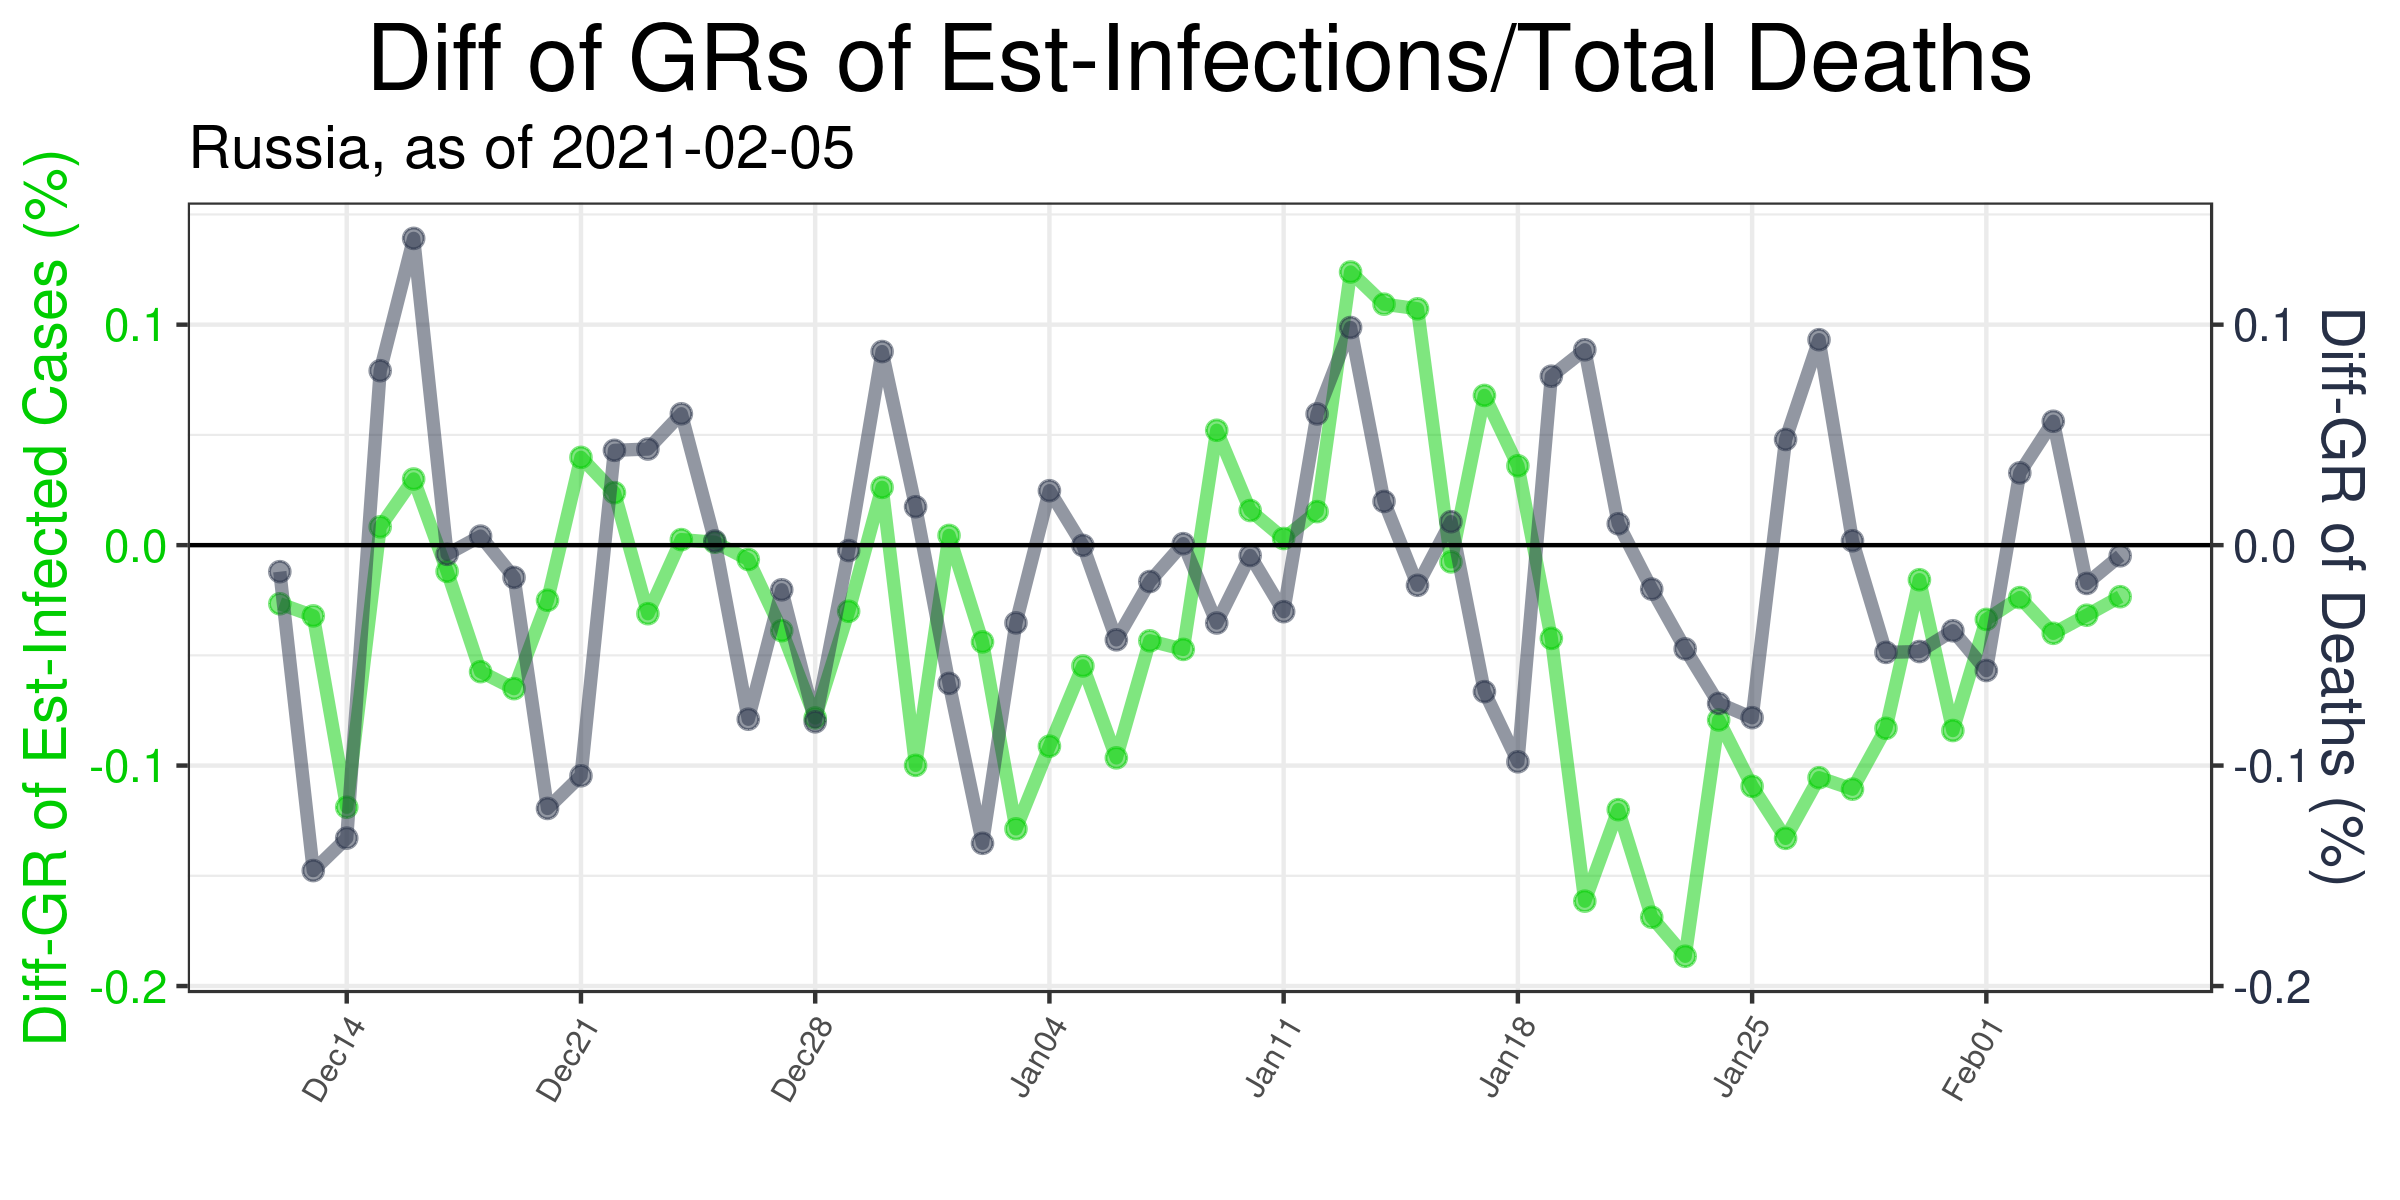 Diff of GRs of Est-Infections/Total Deaths
Russia, as of 2021-02-05
Diff-GR of Est-Infected Cases (%)
0.1
0.0
-0.1
-0.2
0.1
0.0
-0.1
-0.2
Diff-GR of Deaths (%)
Dec14
Dec21
Dec28
Jan04
Jan11
Jan18
Jan25
Feb01